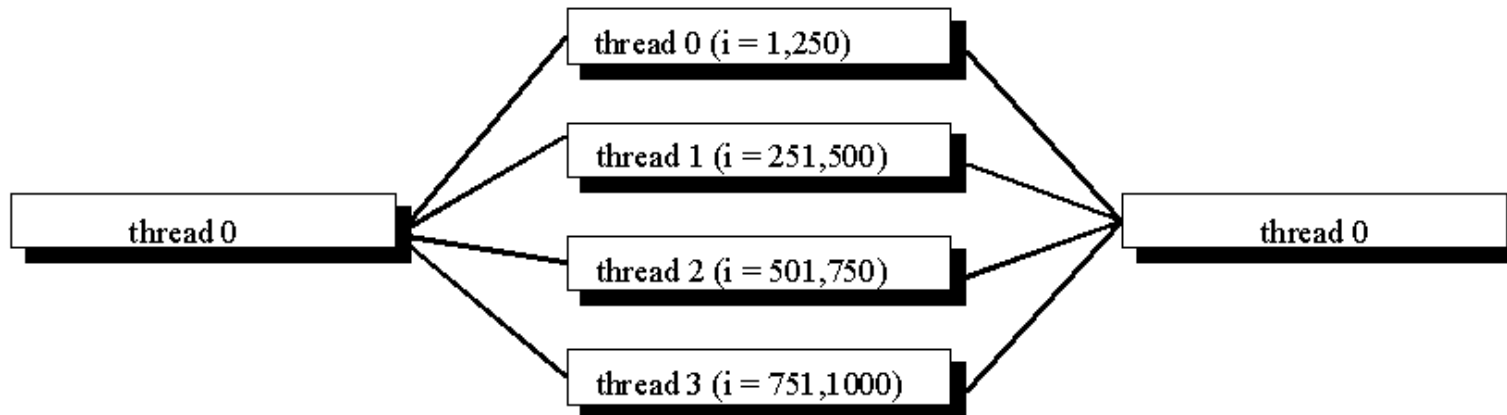 thread 0
thread 0 (i = 1,250)
thread 1 (i = 251,500)
thread 2 (i = 501,750)
thread 3 (i = 751,1000)
thread 0